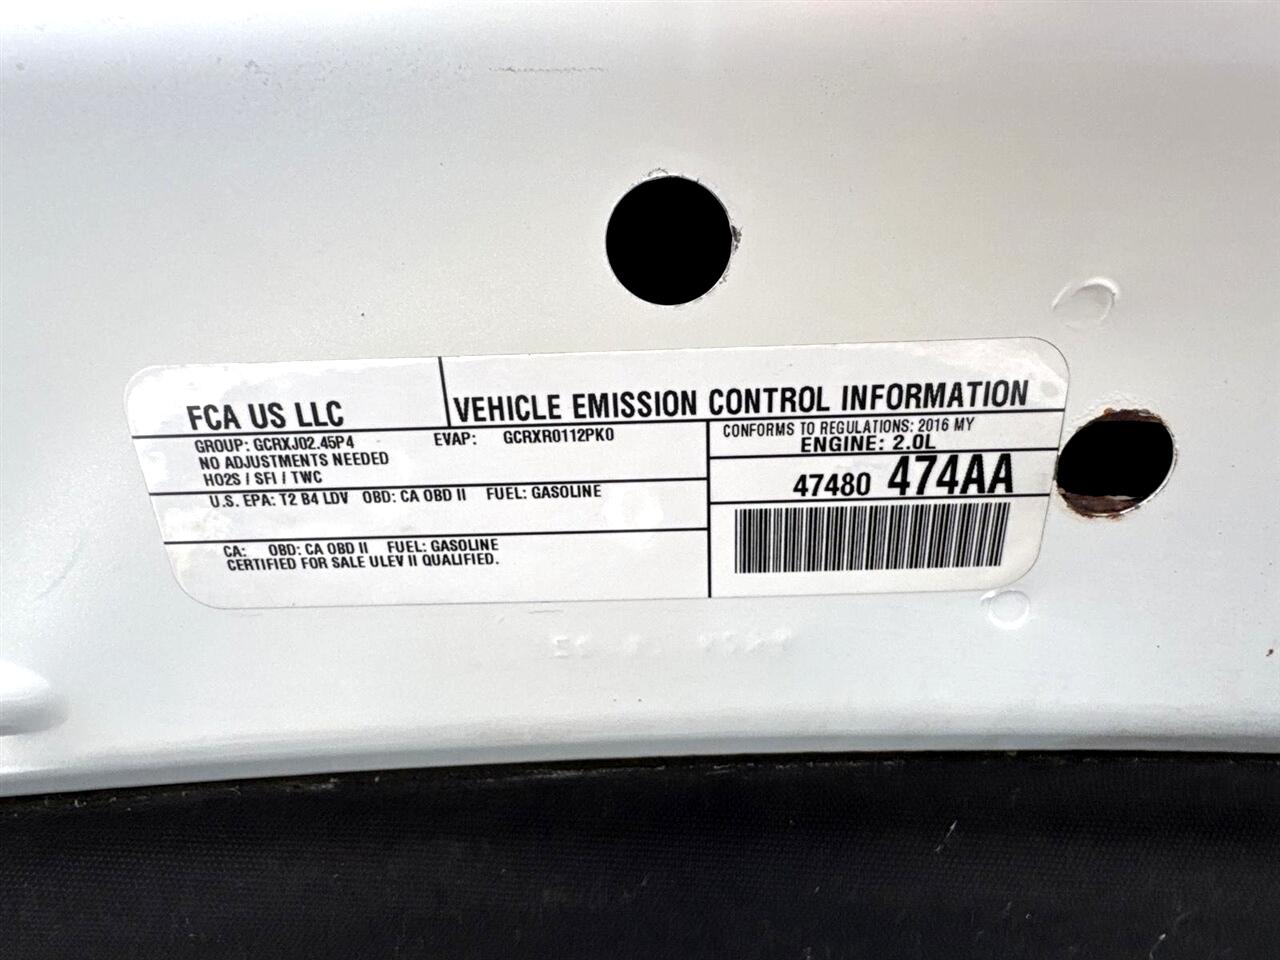 FCA US LLC
VEHICLE EMISSION CONTROL INFORMATION
GROUP: GCRXJ02.45P4 EVAP: GCRXR0112PK0
NO ADJUSTMENTS NEEDED
HO2S / SFI / TWC
U.S. EPA: T2 B4 LDV OBD: CA OBD II FUEL: GASOLINE
CA: OBD: CA OBD II FUEL: GASOLINE
CERTIFIED FOR SALE ULEV II QUALIFIED.
CONFORMS TO REGULATIONS: 2016 MY
ENGINE: 2.0L
47480 474AA